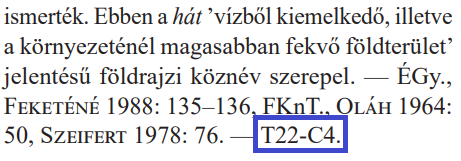 ismerték. Ebben a hát ’vízből kiemelkedő, illetve
a környezeténél magasabban fekvő földterület’
jelentésű földrajzi köznév szerepel. — ÉGy.,
FEKETÉNÉ 1988: 135–136, FKnT., OLÁH 1964:
50, SZEIFERT 1978: 76. — T22-C4.